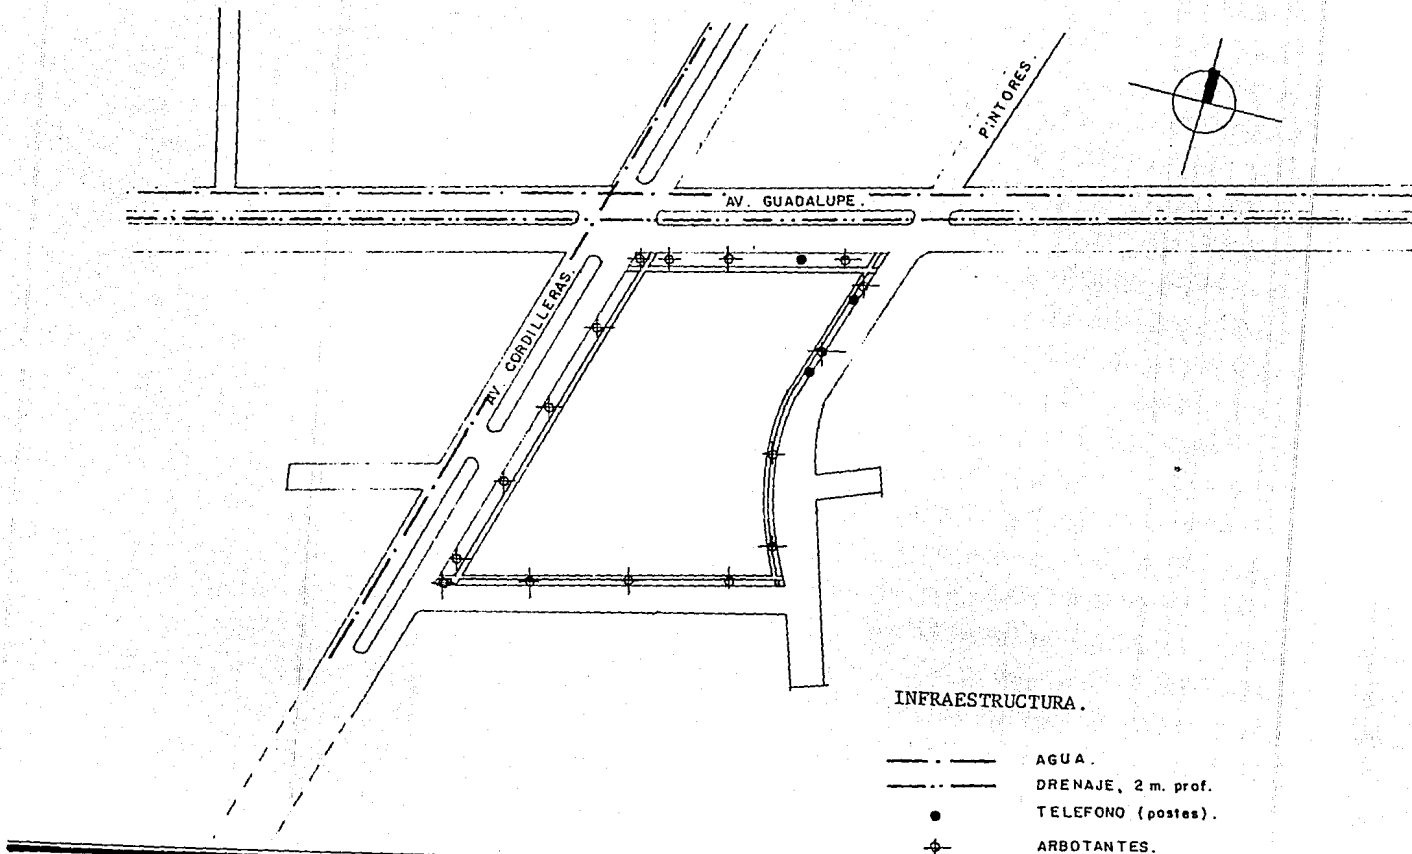 PINTORES.
AV. GUADALUPE.
AV. CORDILLERAS.
INFRAESTRUCTURA.
AGUA.
DRENAJE, 2 m. prof.
TELEFONO (postes).
ARBOTANTES.